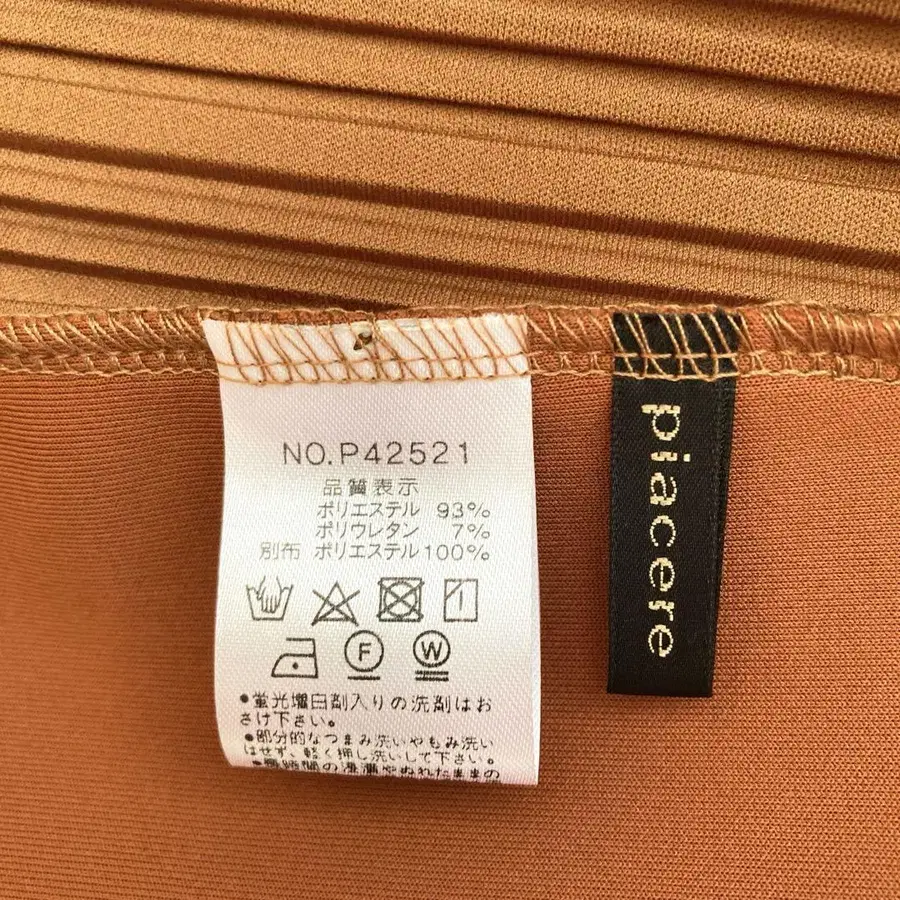 NO.P42521
品質表示
ポリエステル 93%
ポリウレタン 7%
別布 ポリエステル100%
F
W
•蛍光増白剤入りの洗剤はお
さけ下さい。
•部分的なつまみ洗いやもみ洗い
はせず、軽く押し洗いして下さい。
piacere